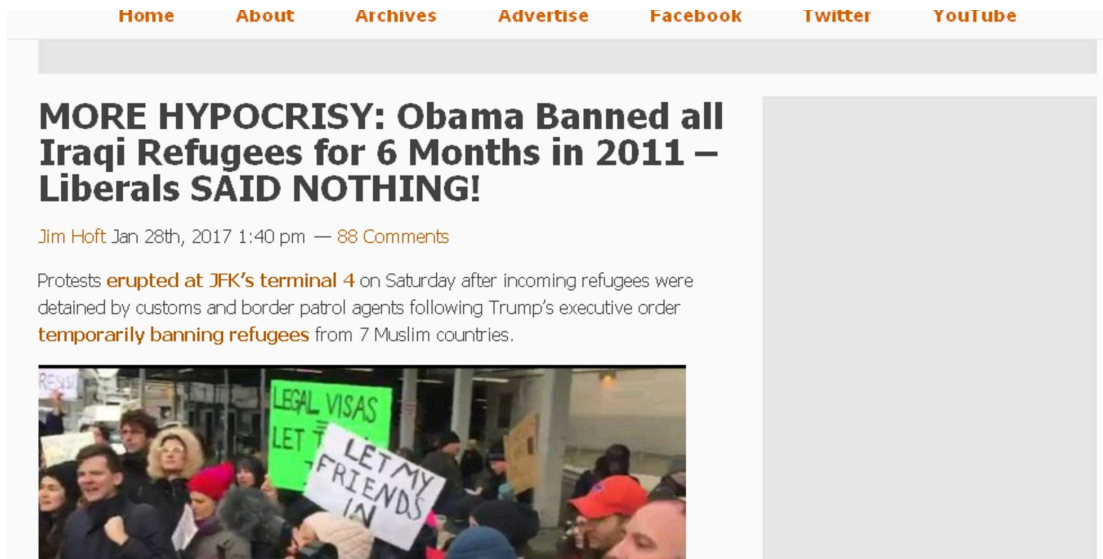 Home About Archives Advertise Facebook Twitter YouTube
MORE HYPOCRISY: Obama Banned all
Iraqi Refugees for 6 Months in 2011 –
Liberals SAID NOTHING!
Jim Hoft Jan 28th, 2017 1:40 pm — 88 Comments
Protests erupted at JFK's terminal 4 on Saturday after incoming refugees were
detained by customs and border patrol agents following Trump's executive order
temporarily banning refugees from 7 Muslim countries.
LEGAL VISAS
LET
LET MY
FRIENDS
IN